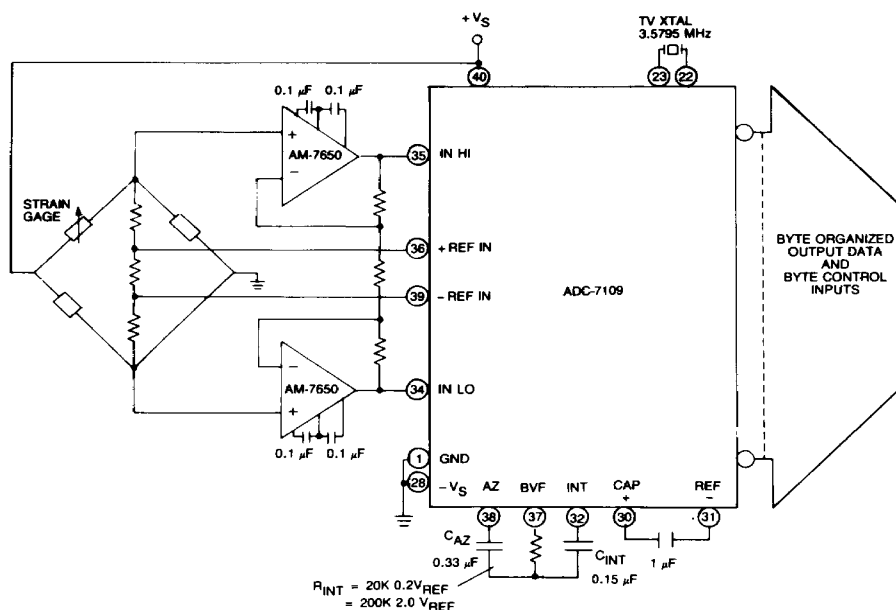 + VS
TV XTAL
3.5795 MHz
40
23
22
0.1 µF
0.1 µF
+
AM-7650
−
35
IN HI
STRAIN
GAGE
36
+ REF IN
BYTE ORGANIZED
OUTPUT DATA
AND
BYTE CONTROL
INPUTS
39
− REF IN
ADC-7109
−
AM-7650
+
34
IN LO
0.1 µF
0.1 µF
1
GND
28
− VS
AZ
BVF
INT
CAP
+
REF
−
38
37
32
30
31
CAZ
0.33 µF
CINT
0.15 µF
1 µF
RINT = 20K 0.2VREF
= 200K 2.0 VREF